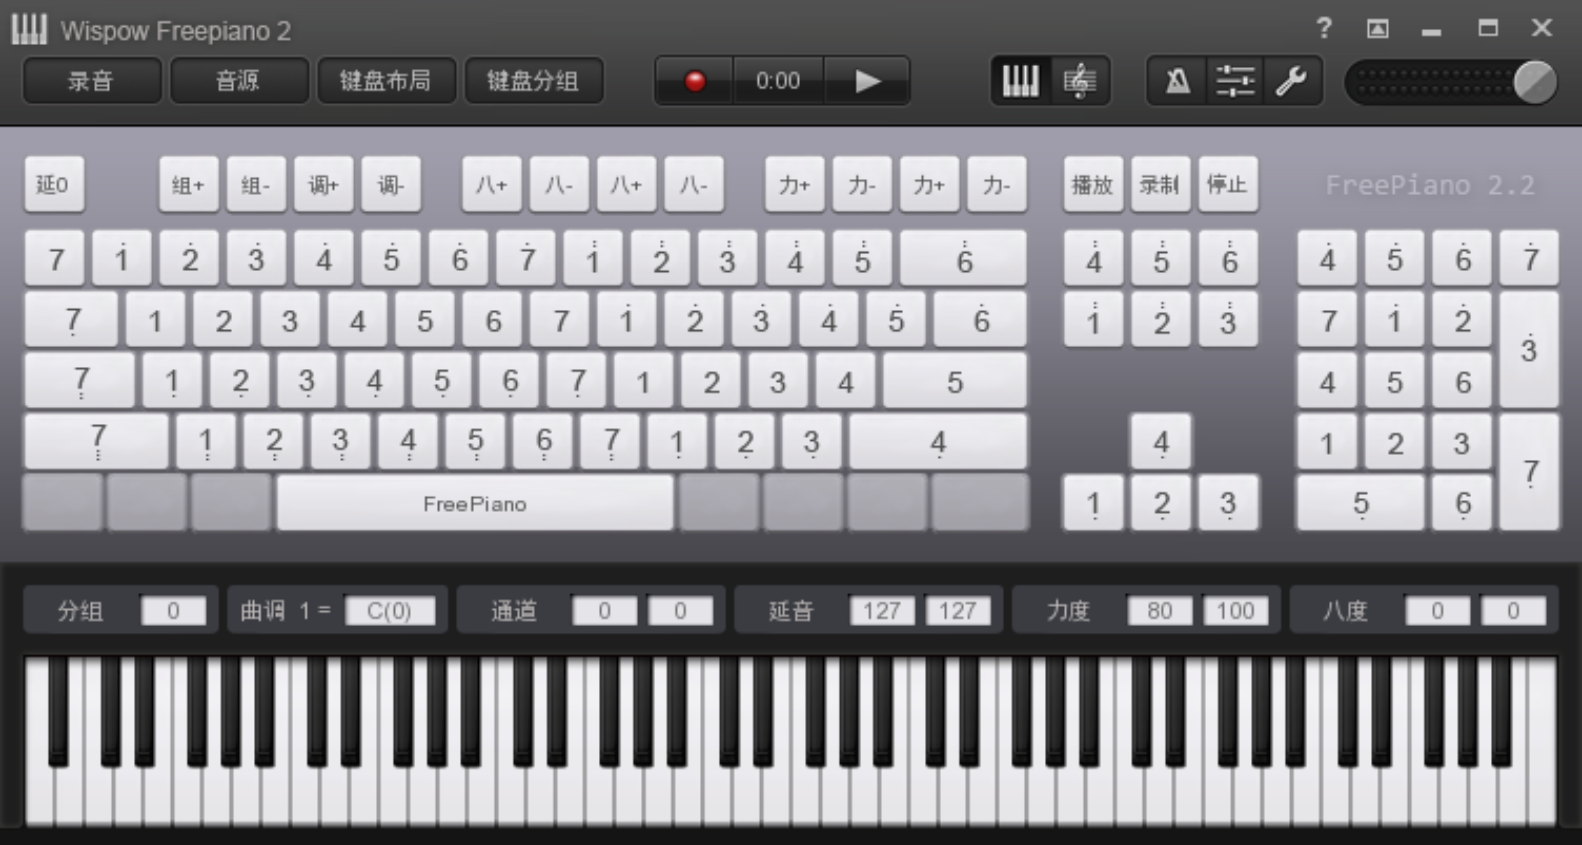 Wispow Freepiano 2 ?
录音 音源 键盘布局 键盘分组 0:00
延0 组+ 组- 调+ 调- 八+ 八- 八+ 八- 力+ 力- 力+ 力- 播放 录制 停止 FreePiano 2.2
7 1̇ 2̇ 3̇ 4̇ 5̇ 6̇ 7̇ 1̈ 2̈ 3̈ 4̈ 5̈ 6̈ 4̈ 5̈ 6̈ 4̇ 5̇ 6̇ 7̇
7̣ 1 2 3 4 5 6 7 1̇ 2̇ 3̇ 4̇ 5̇ 6̇ 1̈ 2̈ 3̈ 7 1̇ 2̇ 3̇
7̤ 1̣ 2̣ 3̣ 4̣ 5̣ 6̣ 7̣ 1 2 3 4 5 4 5 6
7̤̣ 1̤ 2̤ 3̤ 4̤ 5̤ 6̤ 7̤ 1̣ 2̣ 3̣ 4̣ 4̣ 1 2 3 7̣
FreePiano 1̣ 2̣ 3̣ 5̣ 6̣
分组 0 曲调 1 = C(0) 通道 0 0 延音 127 127 力度 80 100 八度 0 0